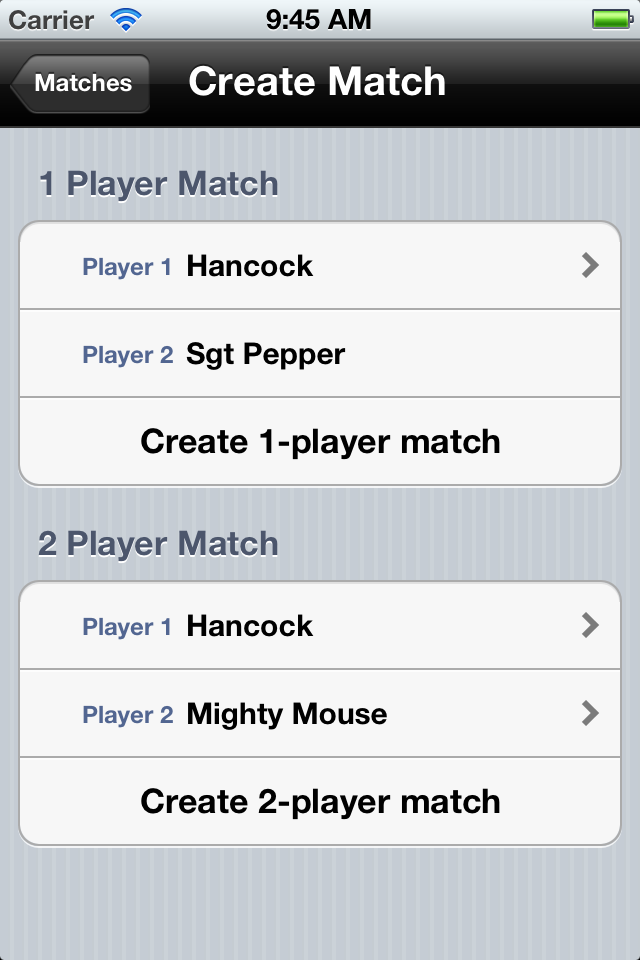 Carrier 9:45 AM
Matches Create Match
1 Player Match
Player 1 Hancock
Player 2 Sgt Pepper
Create 1-player match
2 Player Match
Player 1 Hancock
Player 2 Mighty Mouse
Create 2-player match